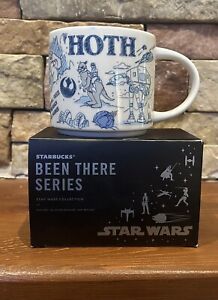 HOTH
STARBUCKS®
BEEN THERE
SERIES
STAR WARS COLLECTION
STAR WARS